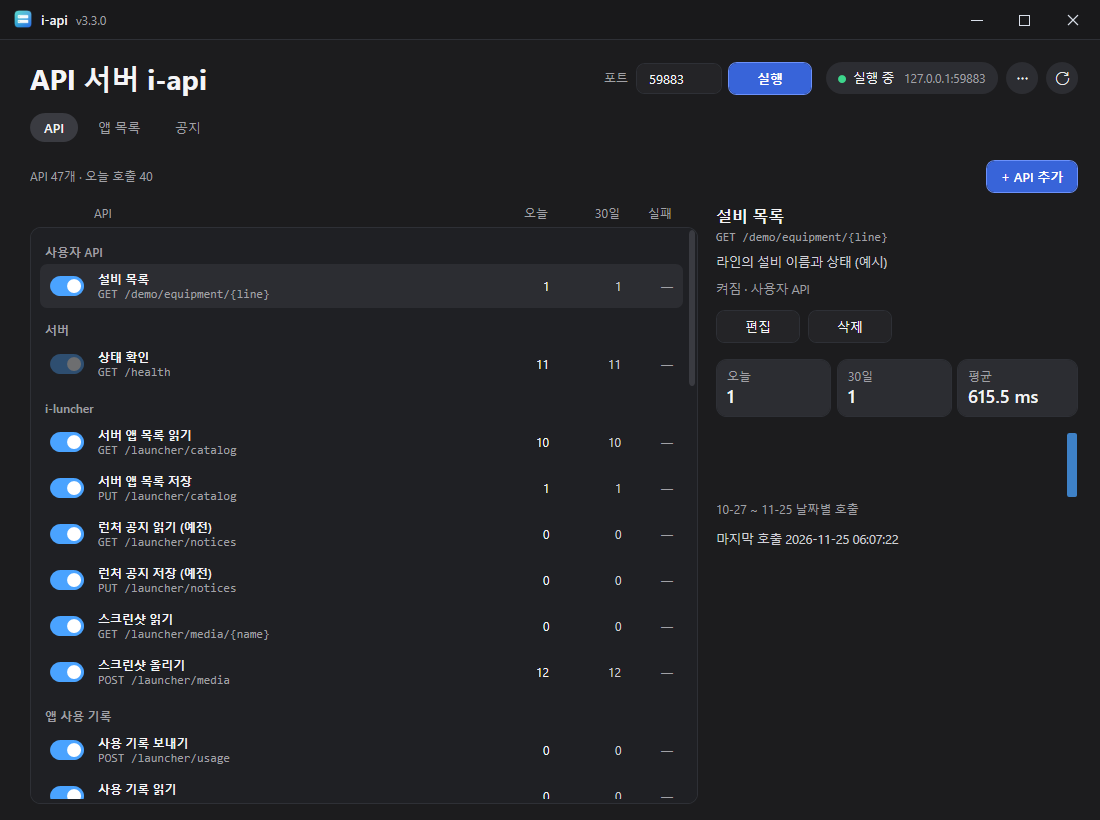 i-api v3.3.0
API 서버 i-api
포트 59883 실행 실행 중 127.0.0.1:59883 ···
API 앱 목록 공지
API 47개 · 오늘 호출 40
+ API 추가
API 오늘 30일 실패
사용자 API
설비 목록
GET /demo/equipment/{line}
1 1 —
서버
상태 확인
GET /health
11 11 —
i-luncher
서버 앱 목록 읽기
GET /launcher/catalog
10 10 —
서버 앱 목록 저장
PUT /launcher/catalog
1 1 —
런처 공지 읽기 (예전)
GET /launcher/notices
0 0 —
런처 공지 저장 (예전)
PUT /launcher/notices
0 0 —
스크린샷 읽기
GET /launcher/media/{name}
0 0 —
스크린샷 올리기
POST /launcher/media
12 12 —
앱 사용 기록
사용 기록 보내기
POST /launcher/usage
0 0 —
사용 기록 읽기
0 0 —
설비 목록
GET /demo/equipment/{line}
라인의 설비 이름과 상태 (예시)
켜짐 · 사용자 API
편집 삭제
오늘
1
30일
1
평균
615.5 ms
10-27 ~ 11-25 날짜별 호출
마지막 호출 2026-11-25 06:07:22